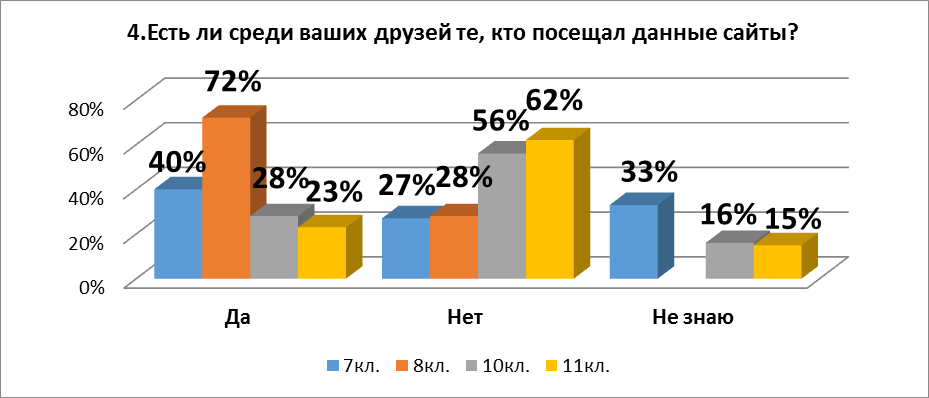 4.Есть ли среди ваших друзей те, кто посещал данные сайты?
80%
60%
40%
20%
0%
40%
72%
28%
23%
27%
28%
56%
62%
33%
16%
15%
Да
Нет
Не знаю
7кл.
8кл.
10кл.
11кл.